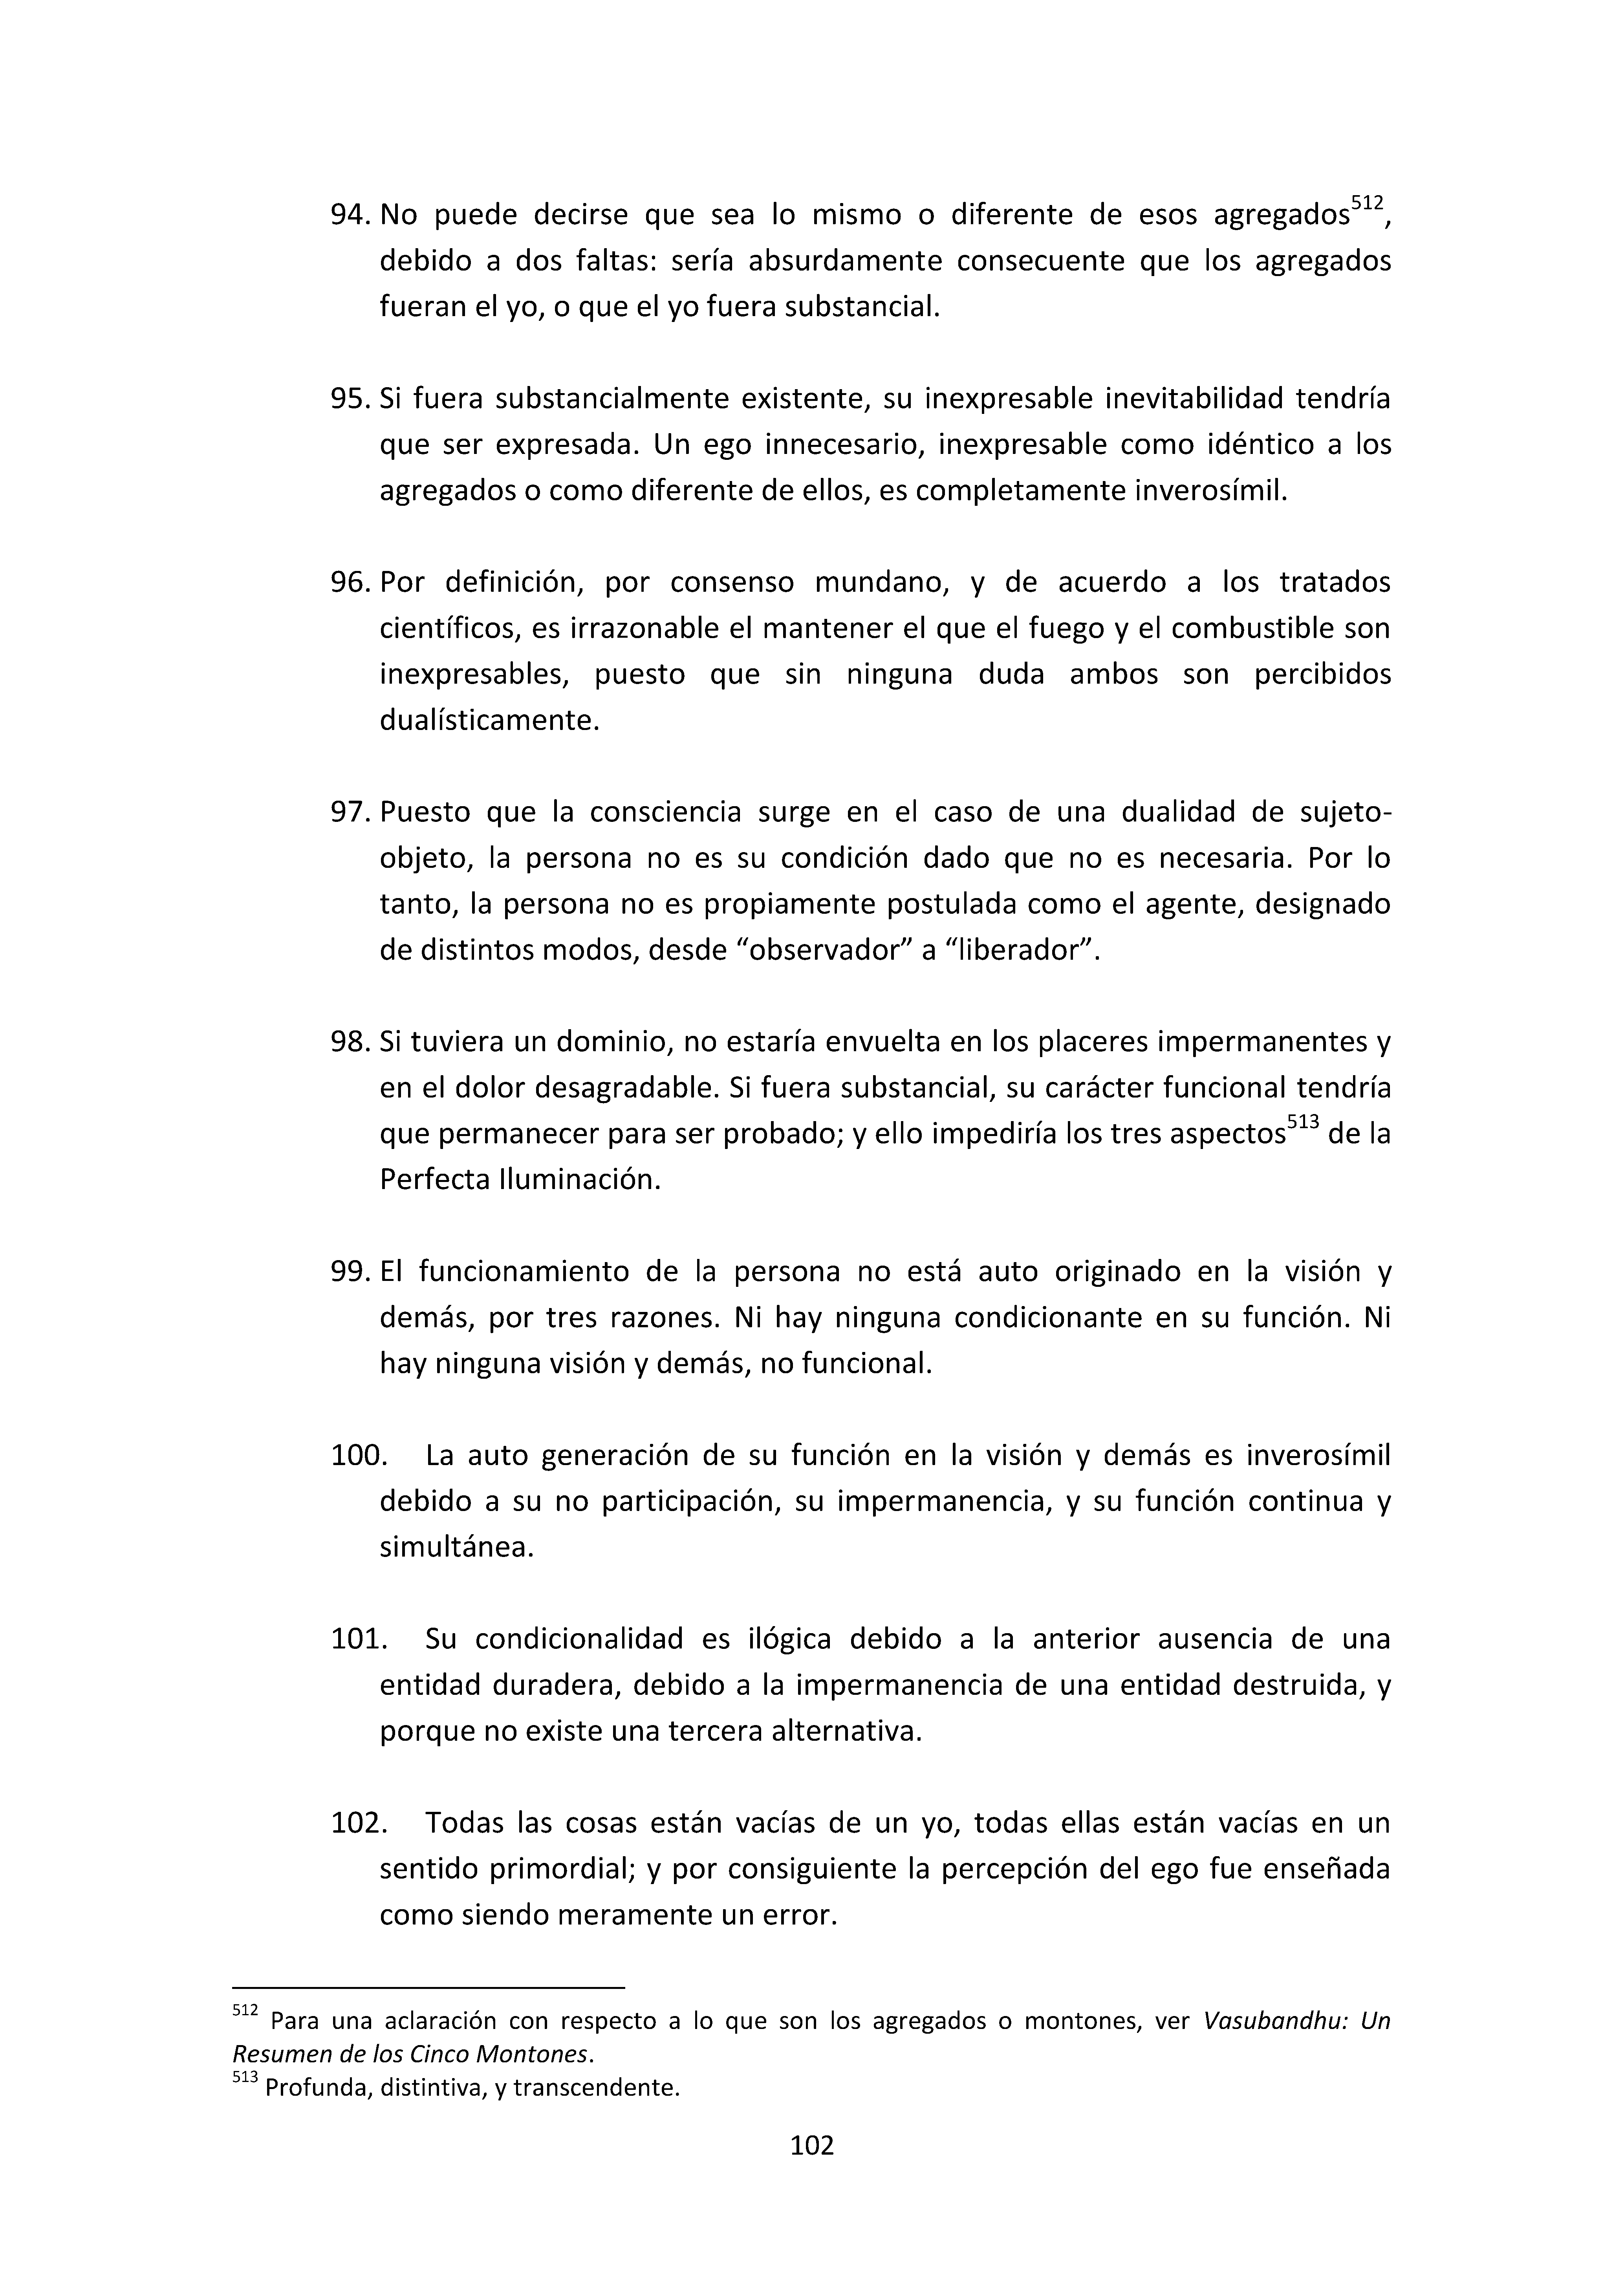 94. No puede decirse que sea lo mismo o diferente de esos agregados512,
debido a dos faltas: sería absurdamente consecuente que los agregados
fueran el yo, o que el yo fuera substancial.
95. Si fuera substancialmente existente, su inexpresable inevitabilidad tendría
que ser expresada. Un ego innecesario, inexpresable como idéntico a los
agregados o como diferente de ellos, es completamente inverosímil.
96. Por definición, por consenso mundano, y de acuerdo a los tratados
científicos, es irrazonable el mantener el que el fuego y el combustible son
inexpresables, puesto que sin ninguna duda ambos son percibidos
dualísticamente.
97. Puesto que la consciencia surge en el caso de una dualidad de sujeto-
objeto, la persona no es su condición dado que no es necesaria. Por lo
tanto, la persona no es propiamente postulada como el agente, designado
de distintos modos, desde “observador” a “liberador”.
98. Si tuviera un dominio, no estaría envuelta en los placeres impermanentes y
en el dolor desagradable. Si fuera substancial, su carácter funcional tendría
que permanecer para ser probado; y ello impediría los tres aspectos513 de la
Perfecta Iluminación.
99. El funcionamiento de la persona no está auto originado en la visión y
demás, por tres razones. Ni hay ninguna condicionante en su función. Ni
hay ninguna visión y demás, no funcional.
100. La auto generación de su función en la visión y demás es inverosímil
debido a su no participación, su impermanencia, y su función continua y
simultánea.
101. Su condicionalidad es ilógica debido a la anterior ausencia de una
entidad duradera, debido a la impermanencia de una entidad destruida, y
porque no existe una tercera alternativa.
102. Todas las cosas están vacías de un yo, todas ellas están vacías en un
sentido primordial; y por consiguiente la percepción del ego fue enseñada
como siendo meramente un error.
512 Para una aclaración con respecto a lo que son los agregados o montones, ver Vasubandhu: Un
Resumen de los Cinco Montones.
513 Profunda, distintiva, y transcendente.
102